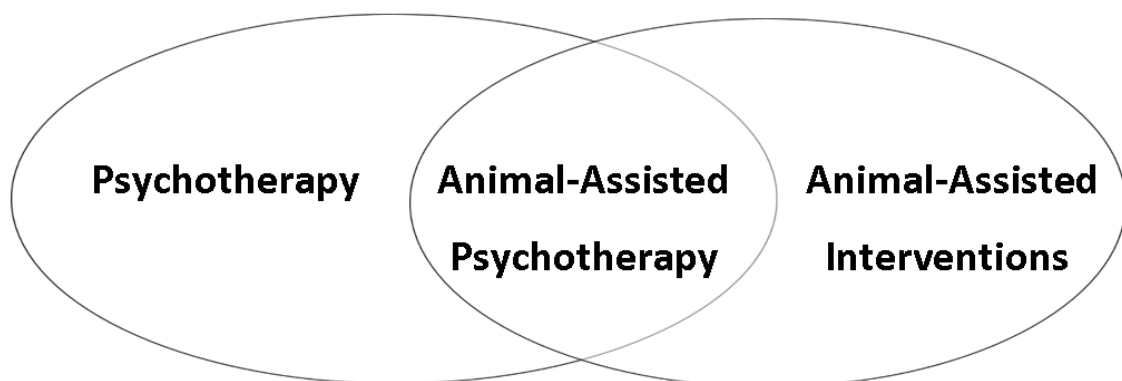 Psychotherapy
Animal-Assisted
Psychotherapy
Animal-Assisted
Interventions